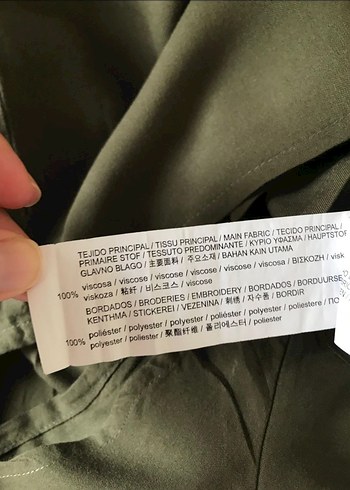 TEJIDO PRINCIPAL / TISSU PRINCIPAL / MAIN FABRIC / TECIDO PRINCIPAL /
PRIMAIRE STOF / TESSUTO PREDOMINANTE / ΚΥΡΙΟ ΥΦΑΣΜΑ / HAUPTSTOF
GLAVNO BLAGO / 主要面料 / 주요소재 / BAHAN KAIN UTAMA
100% viscosa / viscose / viscose / viscose / viscose / viscosa / ΒΙΣΚΟΖΗ / visk
viskoza / 粘纤 / 비스코스 / viscose
BORDADOS / BRODERIES / EMBROIDERY / BORDADOS / BORDUURSE
ΚΕΝΤΗΜΑ / STICKEREI / VEZENINA / 刺绣 / 자수동 / BORDIR
100% poliéster / polyester / polyester / poliéster / polyester / poliestere / ΠΟ
polyester / poliester / 聚酯纤维 / 폴리에스터 / poliester